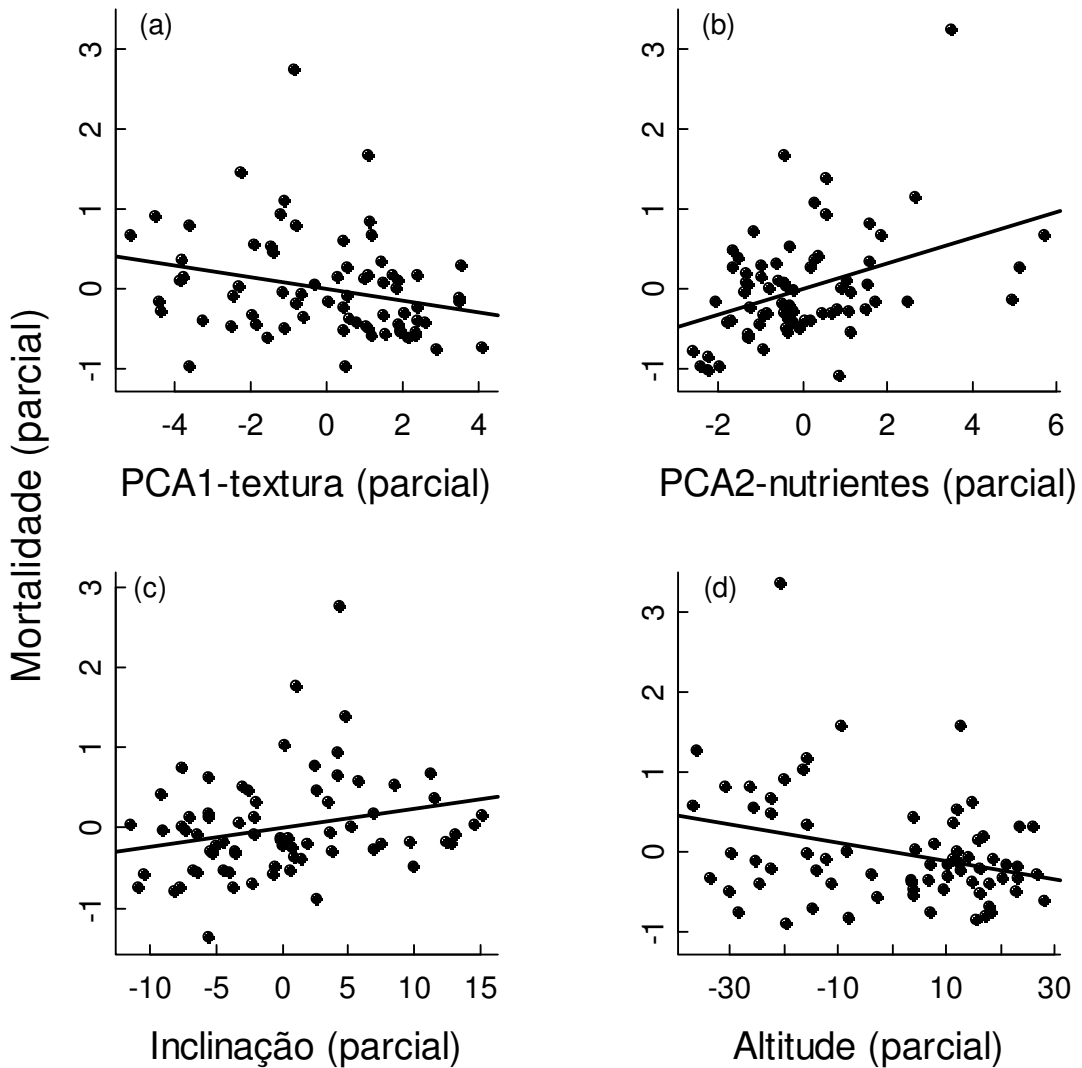 Mortalidade (parcial)
(a)
3
2
1
0
-1
-4 -2 0 2 4
PCA1-textura (parcial)
(b)
3
2
1
0
-1
-2 0 2 4 6
PCA2-nutrientes (parcial)
(c)
3
2
1
0
-1
-10 -5 0 5 10 15
Inclinação (parcial)
(d)
3
2
1
0
-1
-30 -10 10 30
Altitude (parcial)